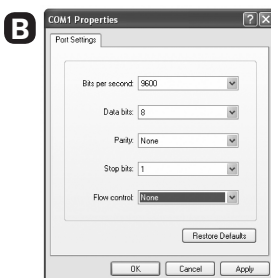 B
COM1 Properties
Port Settings
Bits per second: 9600
Data bits: 8
Parity: None
Stop bits: 1
Flow control: None
Restore Defaults
OK Cancel Apply